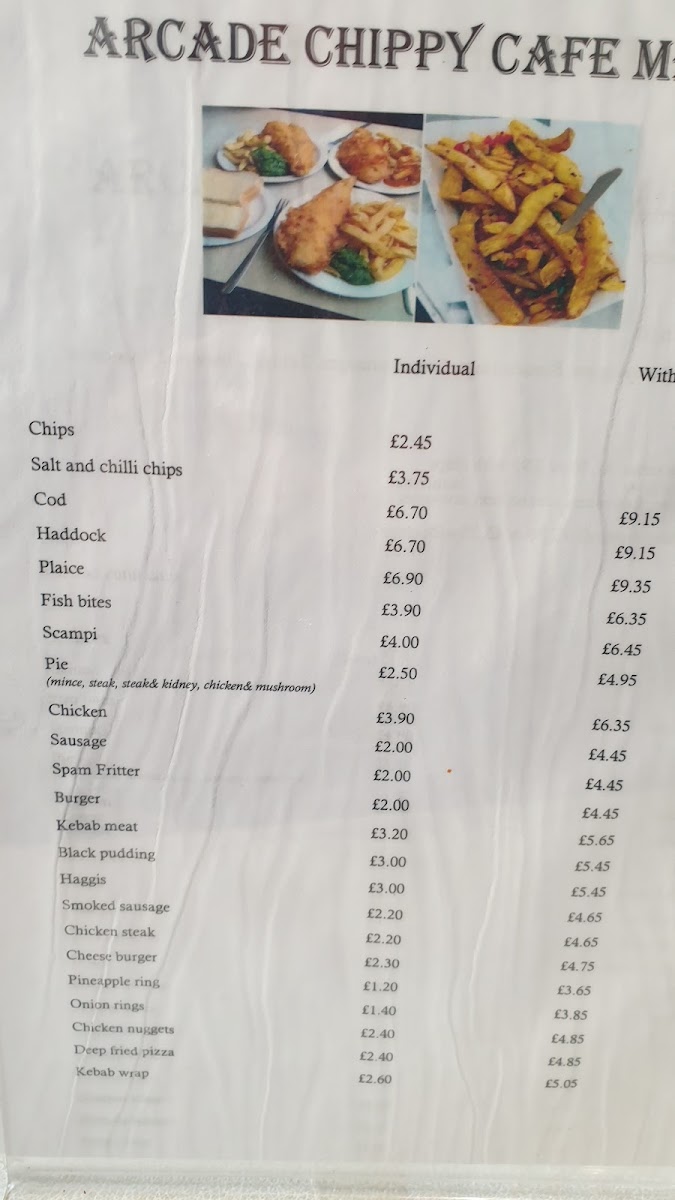 ARCADE CHIPPY CAFE
Individual With
Chips £2.45
Salt and chilli chips £3.75
Cod £6.70 £9.15
Haddock £6.70 £9.15
Plaice £6.90 £9.35
Fish bites £3.90 £6.35
Scampi £4.00 £6.45
Pie £2.50 £4.95
(mince, steak, steak& kidney, chicken& mushroom)
Chicken £3.90 £6.35
Sausage £2.00 £4.45
Spam Fritter £2.00 £4.45
Burger £2.00 £4.45
Kebab meat £3.20 £5.65
Black pudding £3.00 £5.45
Haggis £3.00 £5.45
Smoked sausage £2.20 £4.65
Chicken steak £2.20 £4.65
Cheese burger £2.30 £4.75
Pineapple ring £1.20 £3.65
Onion rings £1.40 £3.85
Chicken nuggets £2.40 £4.85
Deep fried pizza £2.40 £4.85
Kebab wrap £2.60 £5.05